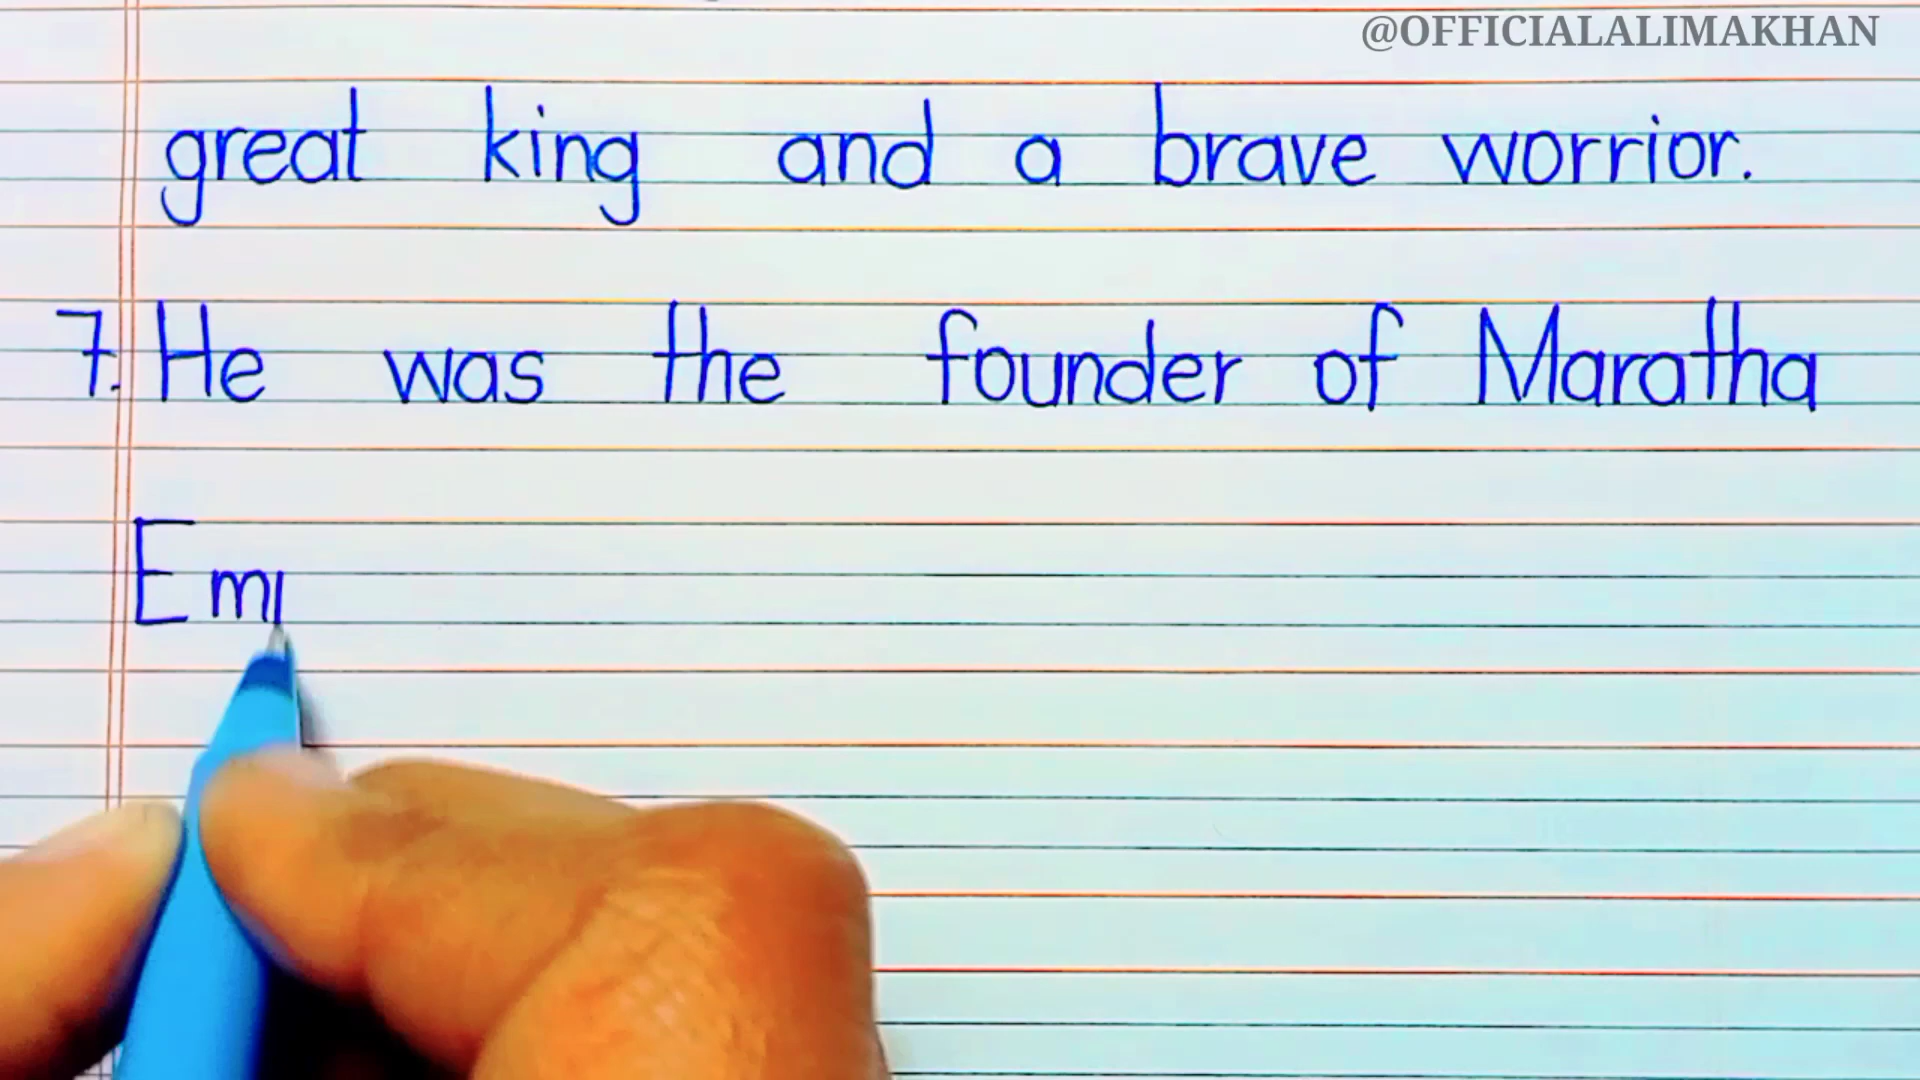 @OFFICIALALIMAKHAN
great king and a brave worrior.
7. He was the founder of Maratha
Em